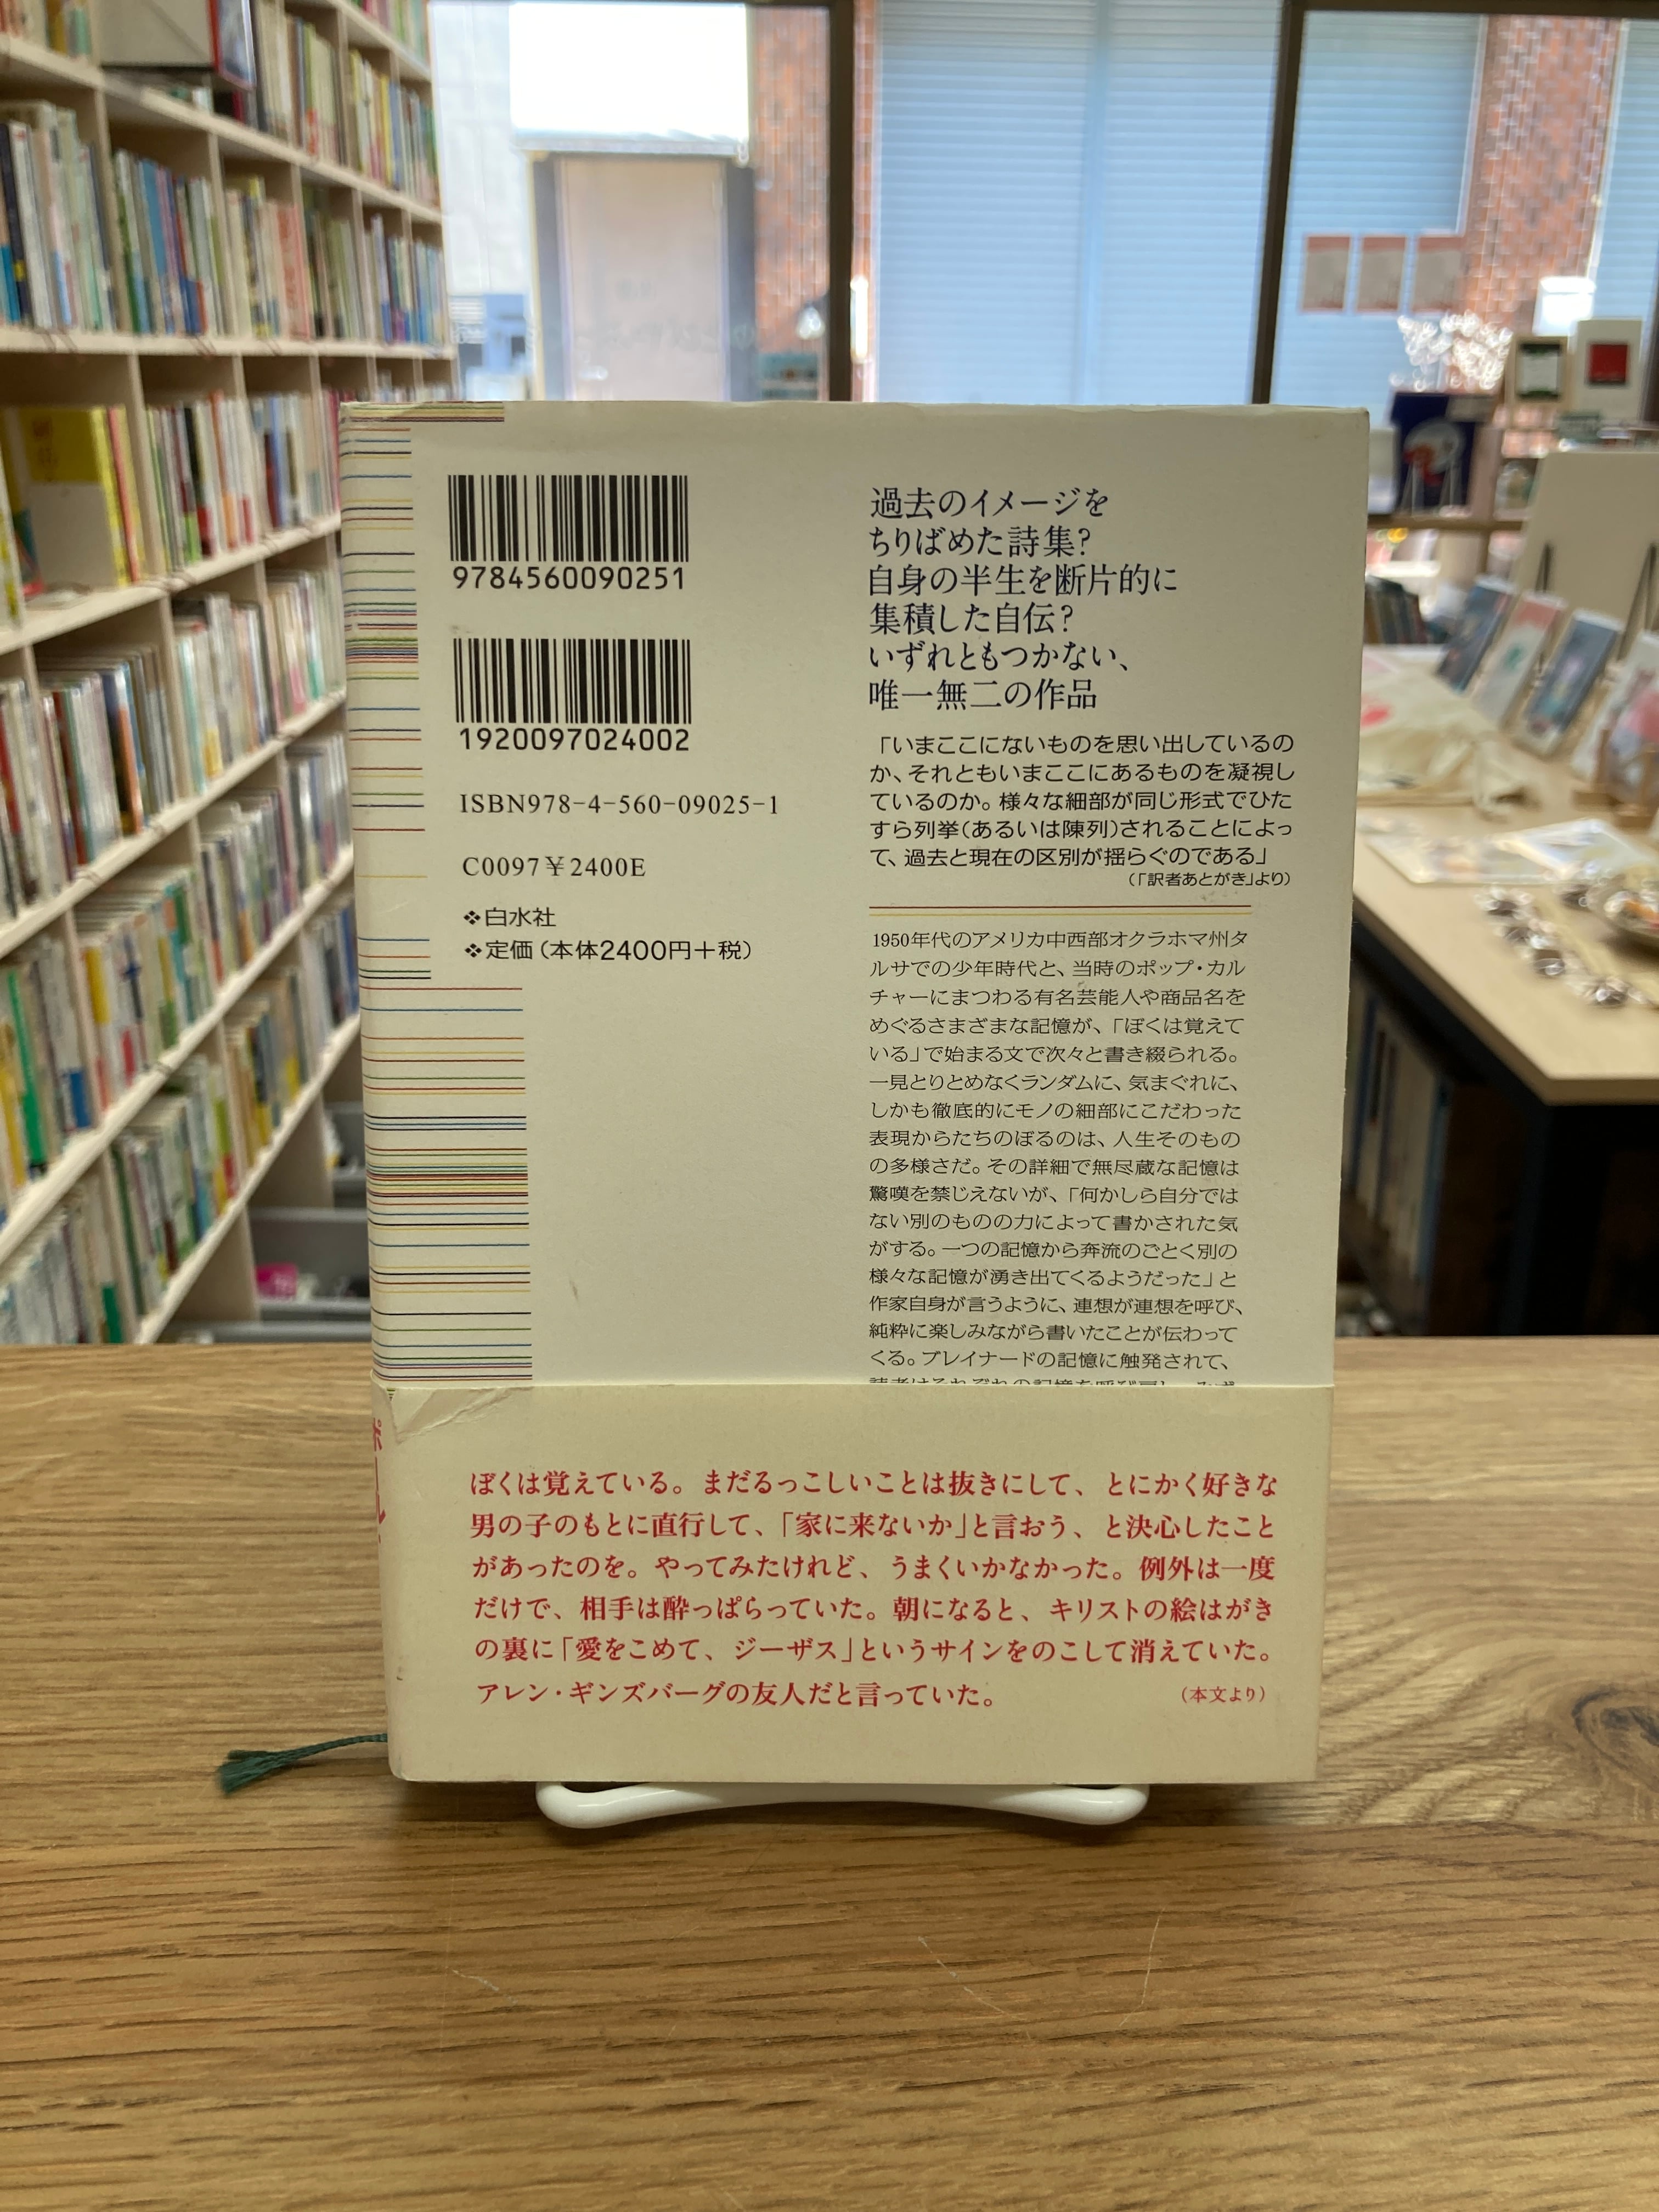 9784560090251
1920097024002
ISBN978-4-560-09025-1
C0097 ¥2400E
❖白水社
❖定価（本体2400円+税）
過去のイメージを
ちりばめた詩集?
自身の半生を断片的に
集積した自伝?
いずれともつかない、
唯一無二の作品
「いまここにないものを思い出しているの
か、それともいまここにあるものを凝視し
ているのか。様々な細部が同じ形式でひた
すら列挙（あるいは陳列）されることによっ
て、過去と現在の区別が揺らぐのである」
（「訳者あとがき」より）
1950年代のアメリカ中西部オクラホマ州タ
ルサでの少年時代と、当時のポップ・カル
チャーにまつわる有名芸能人や商品名を
めぐるさまざまな記憶が、「ぼくは覚えて
いる」で始まる文で次々と書き綴られる。
一見とりとめなくランダムに、気まぐれに、
しかも徹底的にモノの細部にこだわった
表現からたちのぼるのは、人生そのもの
の多様さだ。その詳細で無尽蔵な記憶は
驚嘆を禁じえないが、「何かしら自分では
ない別のものの力によって書かされた気
がする。一つの記憶から奔流のごとく別の
様々な記憶が湧き出てくるようだった」と
作家自身が言うように、連想が連想を呼び、
純粋に楽しみながら書いたことが伝わって
くる。ブレイナードの記憶に触発されて、
ぼくは覚えている。まだるっこしいことは抜きにして、とにかく好きな
男の子のもとに直行して、「家に来ないか」と言おう、と決心したこと
があったのを。やってみたけれど、うまくいかなかった。例外は一度
だけで、相手は酔っぱらっていた。朝になると、キリストの絵はがき
の裏に「愛をこめて、ジーザス」というサインをのこして消えていた。
アレン・ギンズバーグの友人だと言っていた。
（本文より）